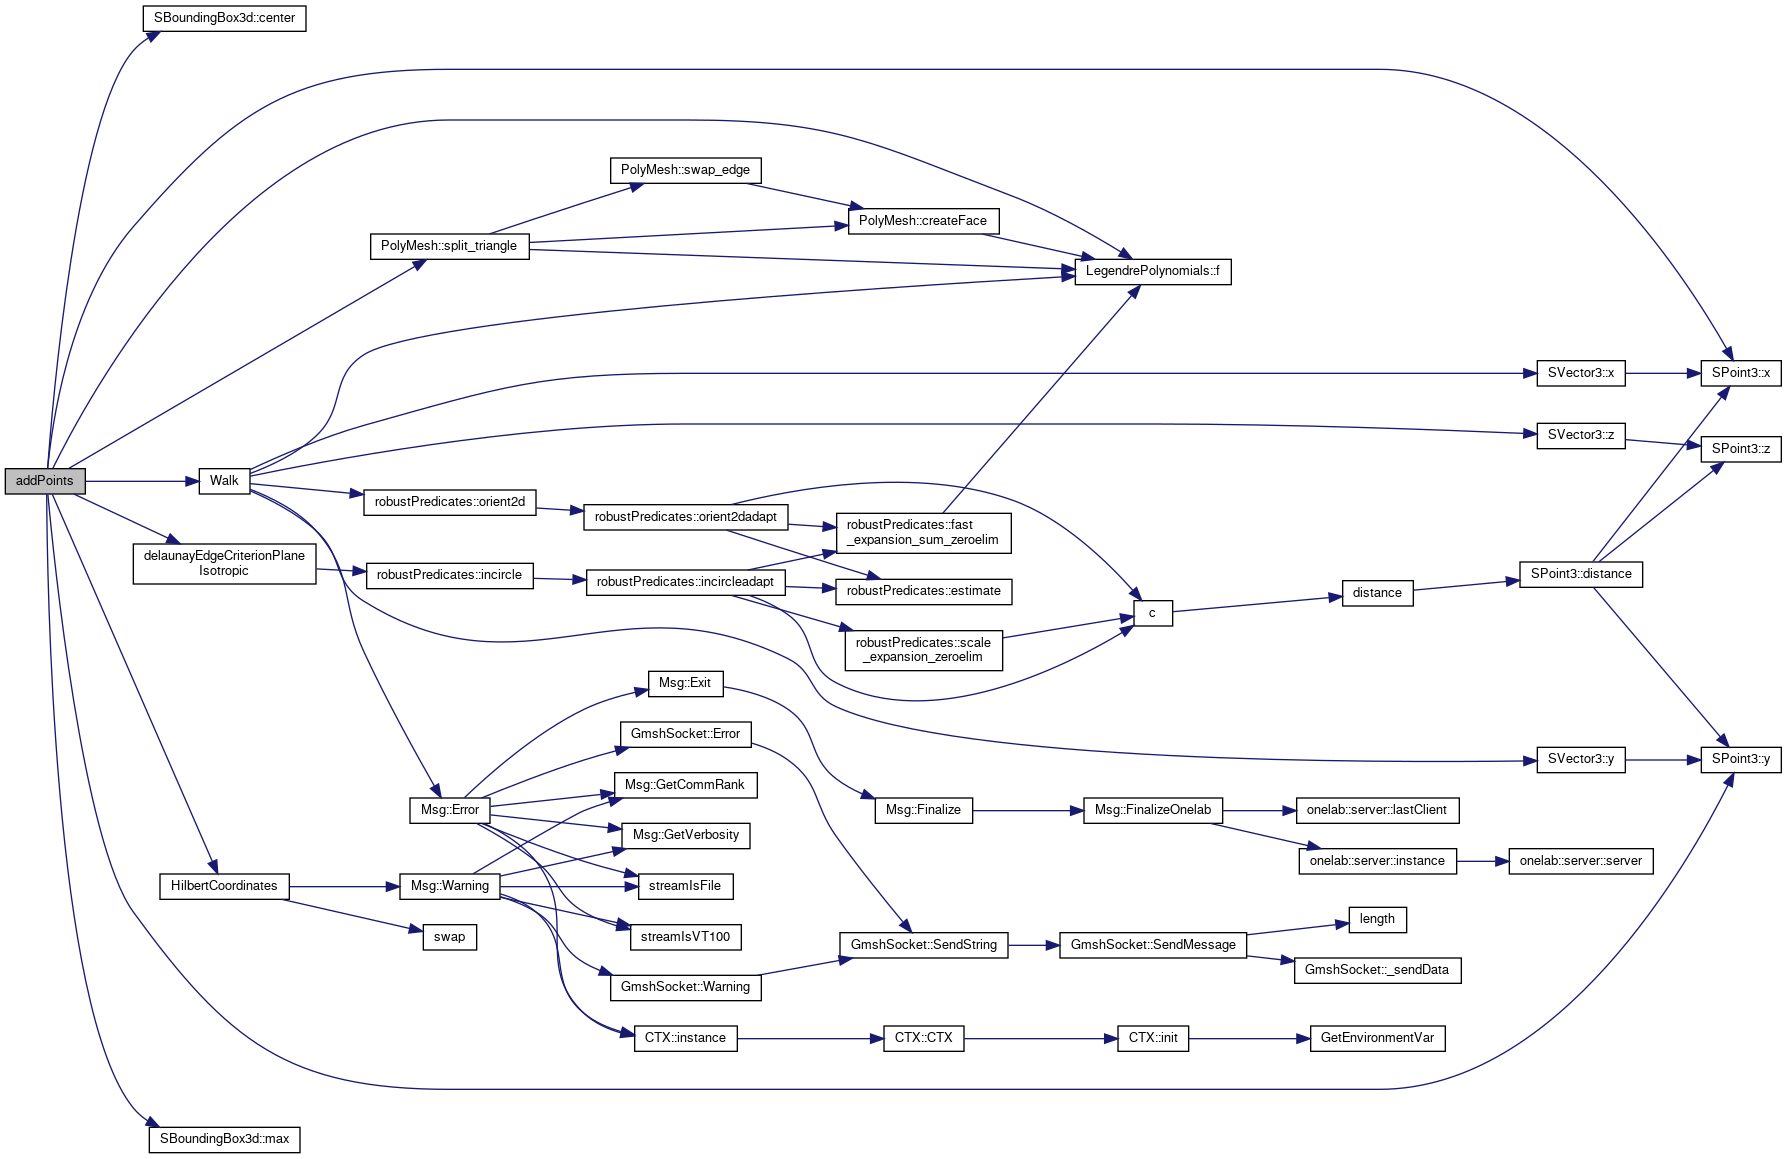 SBoundingBox3d::center
PolyMesh::swap_edge
PolyMesh::createFace
PolyMesh::split_triangle
LegendrePolynomials::f
SVector3::x
SPoint3::x
SVector3::z
SPoint3::z
addPoints
Walk
robustPredicates::orient2d
robustPredicates::orient2dadapt
robustPredicates::fast
_expansion_sum_zeroelim
delaunayEdgeCriterionPlane
Isotropic
robustPredicates::incircle
robustPredicates::incircleadapt
robustPredicates::estimate
SPoint3::distance
distance
c
robustPredicates::scale
_expansion_zeroelim
Msg::Exit
GmshSocket::Error
SVector3::y
SPoint3::y
Msg::GetCommRank
Msg::Error
Msg::Finalize
Msg::FinalizeOnelab
onelab::server::lastClient
Msg::GetVerbosity
onelab::server::instance
onelab::server::server
HilbertCoordinates
Msg::Warning
streamIsFile
length
swap
streamIsVT100
GmshSocket::SendString
GmshSocket::SendMessage
GmshSocket::_sendData
GmshSocket::Warning
CTX::instance
CTX::CTX
CTX::init
GetEnvironmentVar
SBoundingBox3d::max